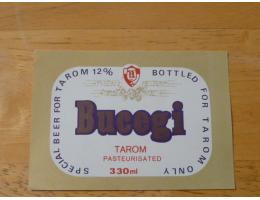 SPECIAL BEER FOR TAROM 12% BOTTLED FOR TAROM ONLY
Bucegi
TAROM
PASTEURISATED
330ml